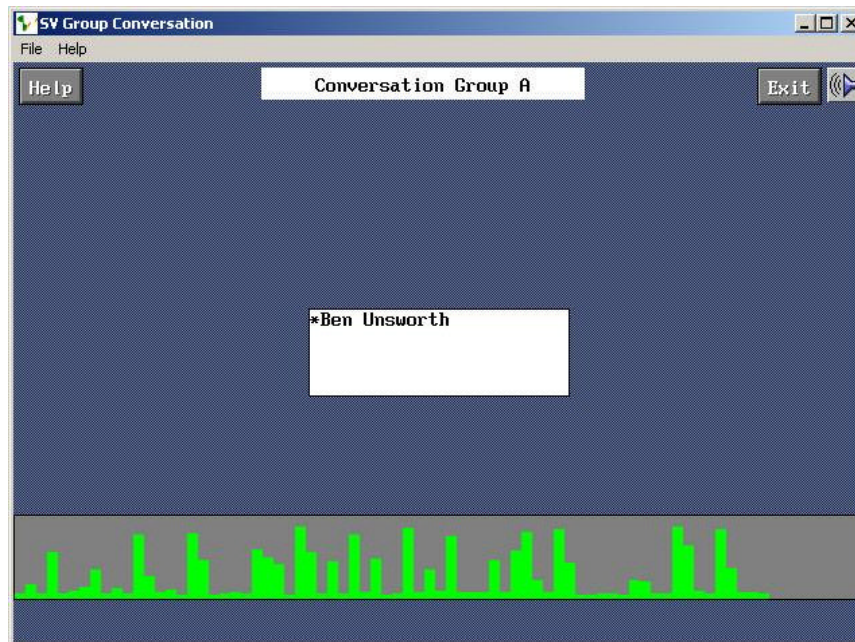 SV Group Conversation
File Help
Help Conversation Group A Exit
*Ben Unsworth